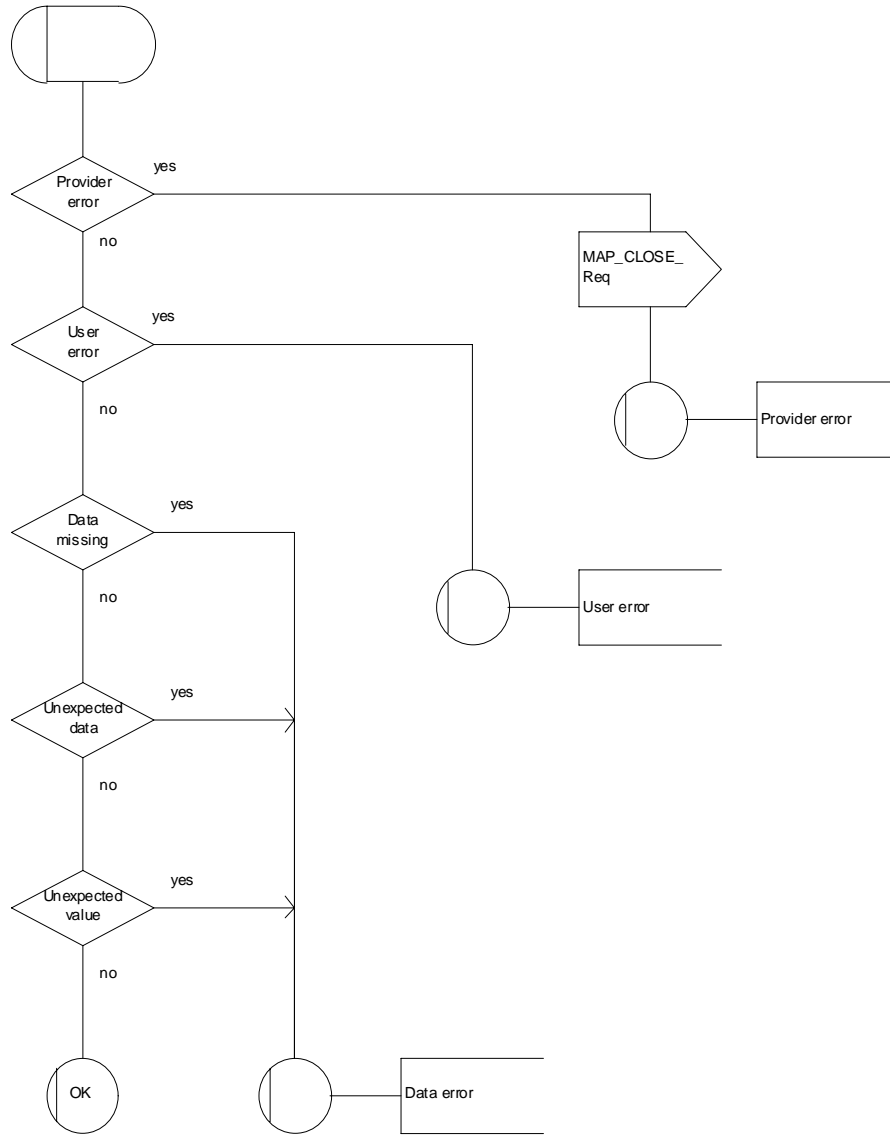 yes
Provider
error
no
MAP_CLOSE_
Req
yes
User
error
no
Provider error
yes
Data
missing
no
User error
yes
Unexpected
data
no
yes
Unexpected
value
no
OK
Data error